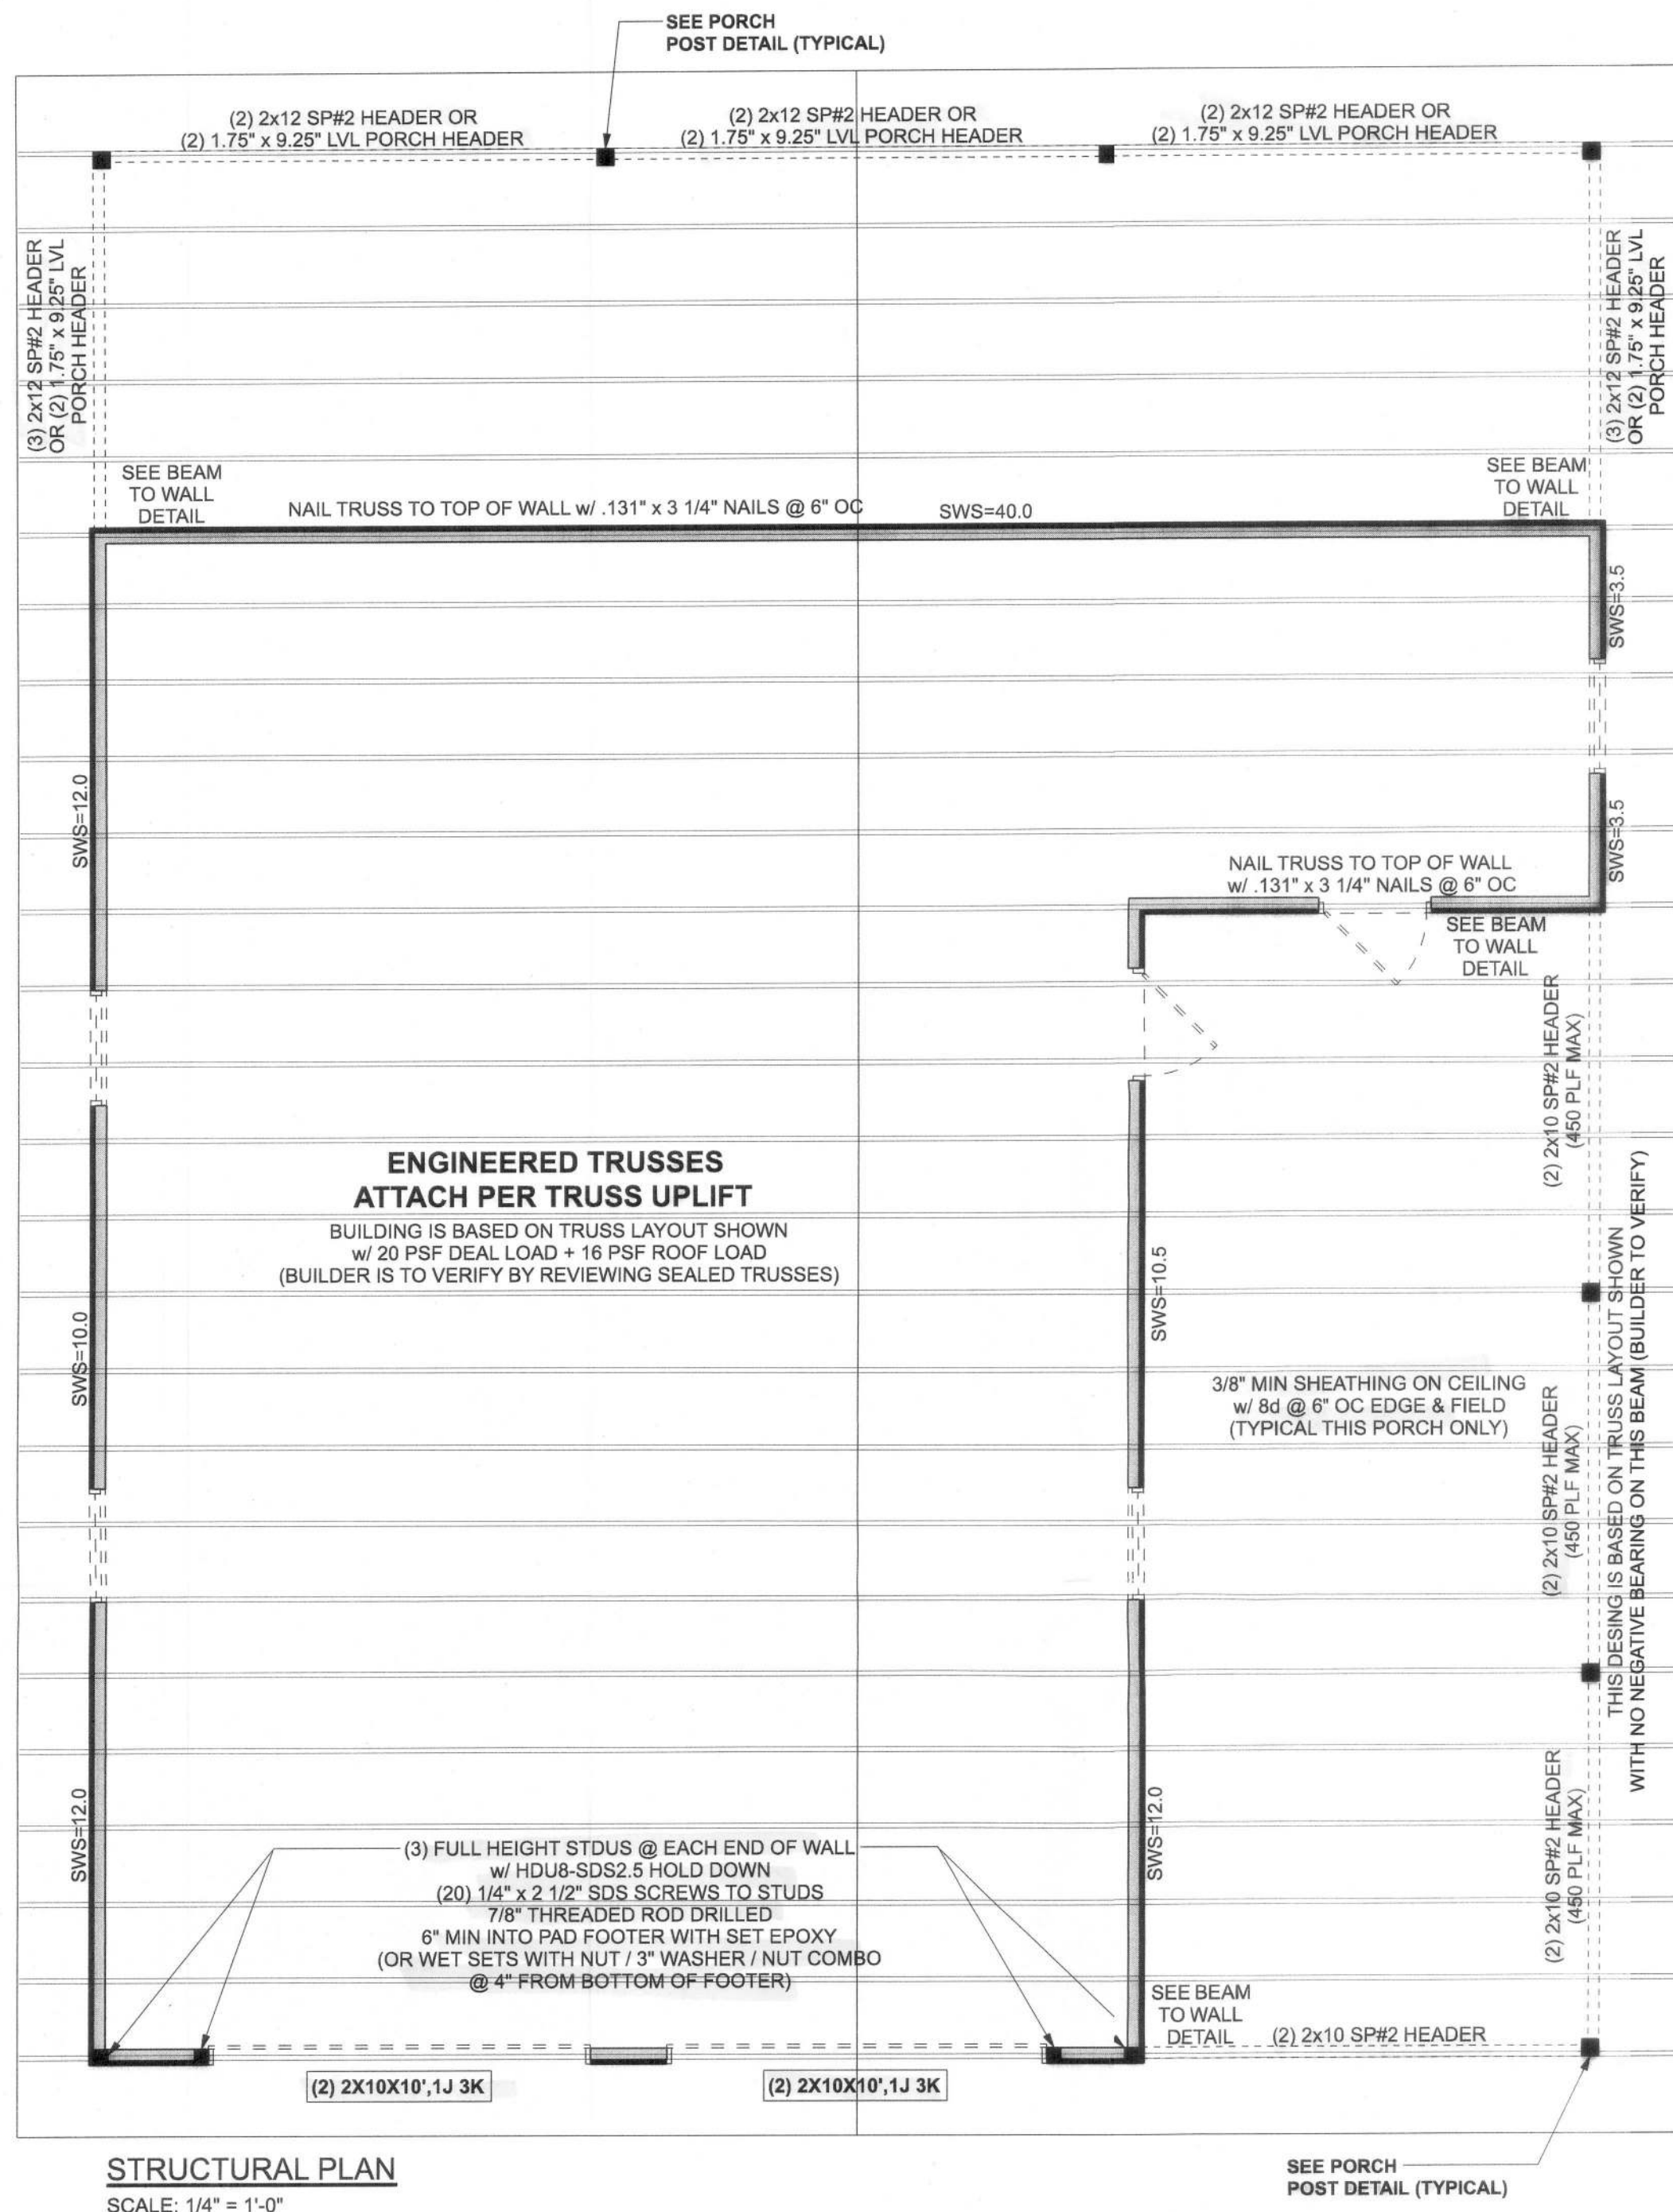 SEE PORCH
POST DETAIL (TYPICAL)
(2) 2x12 SP#2 HEADER OR
(2) 1.75" x 9.25" LVL PORCH HEADER
(2) 2x12 SP#2 HEADER OR
(2) 1.75" x 9.25" LVL PORCH HEADER
(2) 2x12 SP#2 HEADER OR
(2) 1.75" x 9.25" LVL PORCH HEADER
(3) 2x12 SP#2 HEADER
OR (2) 1.75" x 9.25" LVL
PORCH HEADER
(3) 2x12 SP#2 HEADER
OR (2) 1.75" x 9.25" LVL
PORCH HEADER
SEE BEAM
TO WALL
DETAIL
NAIL TRUSS TO TOP OF WALL w/ .131" x 3 1/4" NAILS @ 6" OC
SWS=40.0
SEE BEAM
TO WALL
DETAIL
SWS=3.5
SWS=12.0
SWS=3.5
NAIL TRUSS TO TOP OF WALL
w/ .131" x 3 1/4" NAILS @ 6" OC
SEE BEAM
TO WALL
DETAIL
(2) 2x10 SP#2 HEADER
(450 PLF MAX)
ENGINEERED TRUSSES
ATTACH PER TRUSS UPLIFT
BUILDING IS BASED ON TRUSS LAYOUT SHOWN
w/ 20 PSF DEAL LOAD + 16 PSF ROOF LOAD
(BUILDER IS TO VERIFY BY REVIEWING SEALED TRUSSES)
SWS=10.0
SWS=10.5
3/8" MIN SHEATHING ON CEILING
w/ 8d @ 6" OC EDGE & FIELD
(TYPICAL THIS PORCH ONLY)
(2) 2x10 SP#2 HEADER
(450 PLF MAX)
THIS DESING IS BASED ON TRUSS LAYOUT SHOWN
WITH NO NEGATIVE BEARING ON THIS BEAM (BUILDER TO VERIFY)
SWS=12.0
(3) FULL HEIGHT STDUS @ EACH END OF WALL
w/ HDU8-SDS2.5 HOLD DOWN
(20) 1/4" x 2 1/2" SDS SCREWS TO STUDS
7/8" THREADED ROD DRILLED
6" MIN INTO PAD FOOTER WITH SET EPOXY
(OR WET SETS WITH NUT / 3" WASHER / NUT COMBO
@ 4" FROM BOTTOM OF FOOTER)
SWS=12.0
(2) 2x10 SP#2 HEADER
(450 PLF MAX)
SEE BEAM
TO WALL
DETAIL
(2) 2x10 SP#2 HEADER
(2) 2X10X10',1J 3K
(2) 2X10X10',1J 3K
STRUCTURAL PLAN
SCALE: 1/4" = 1'-0"
SEE PORCH
POST DETAIL (TYPICAL)